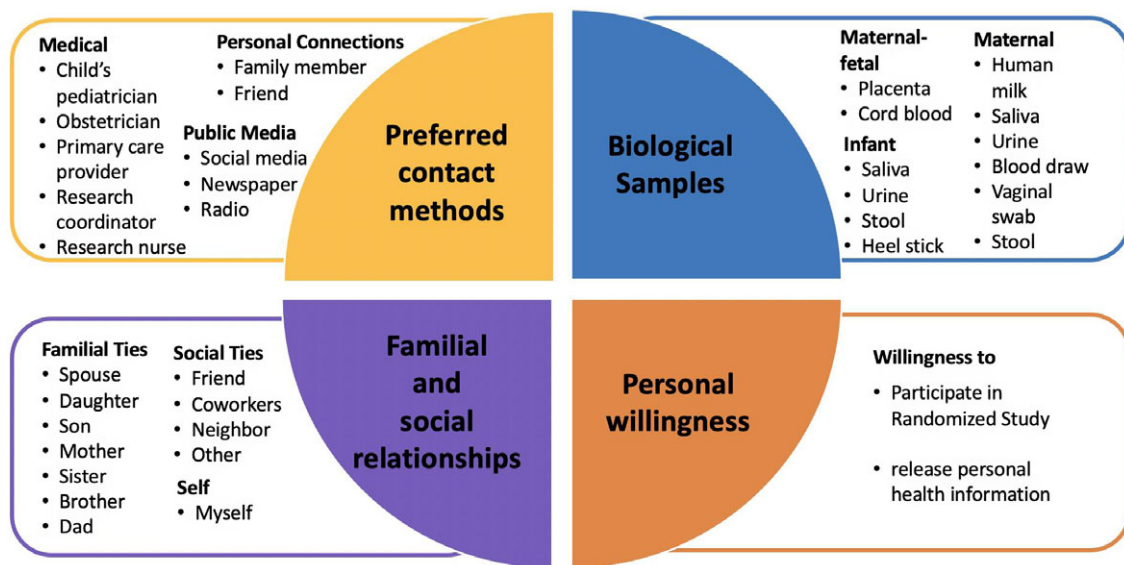 Medical
• Child's
pediatrician
• Obstetrician
• Primary care
provider
• Research
coordinator
• Research nurse
Personal Connections
• Family member
• Friend
Public Media
• Social media
• Newspaper
• Radio
Preferred
contact
methods
Biological
Samples
Maternal-
fetal
• Placenta
• Cord blood
Infant
• Saliva
• Urine
• Stool
• Heel stick
Maternal
• Human
milk
• Saliva
• Urine
• Blood draw
• Vaginal
swab
• Stool
Familial Ties
• Spouse
• Daughter
• Son
• Mother
• Sister
• Brother
• Dad
Social Ties
• Friend
• Coworkers
• Neighbor
• Other
Self
• Myself
Familial
and
social
relationships
Personal
willingness
Willingness to
• Participate in
Randomized Study
• release personal
health information